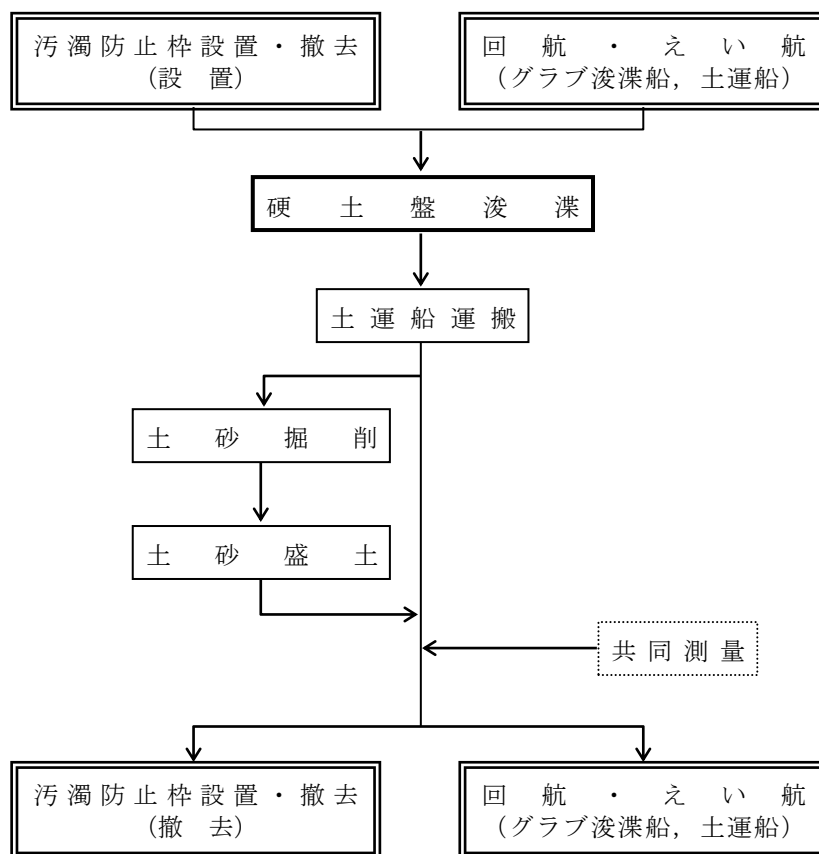 汚濁防止枠設置・撤去
(設 置)
回航・えい航
(グラブ浚渫船, 土運船)
硬土盤浚渫
土運船運搬
土砂掘削
土砂盛土
共同測量
汚濁防止枠設置・撤去
(撤 去)
回航・えい航
(グラブ浚渫船, 土運船)